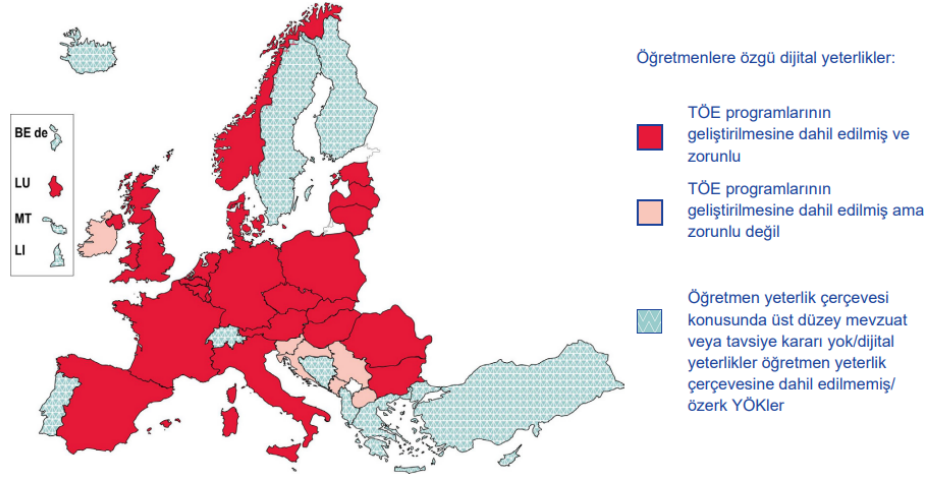 BE de
LU
MT
LI
Öğretmenlere özgü dijital yeterlikler:
TÖE programlarının
geliştirilmesine dahil edilmiş ve
zorunlu
TÖE programlarının
geliştirilmesine dahil edilmiş ama
zorunlu değil
Öğretmen yeterlik çerçevesi
konusunda üst düzey mevzuat
veya tavsiye kararı yok/dijital
yeterlikler öğretmen yeterlik
çerçevesine dahil edilmemiş/
özerk YÖKler